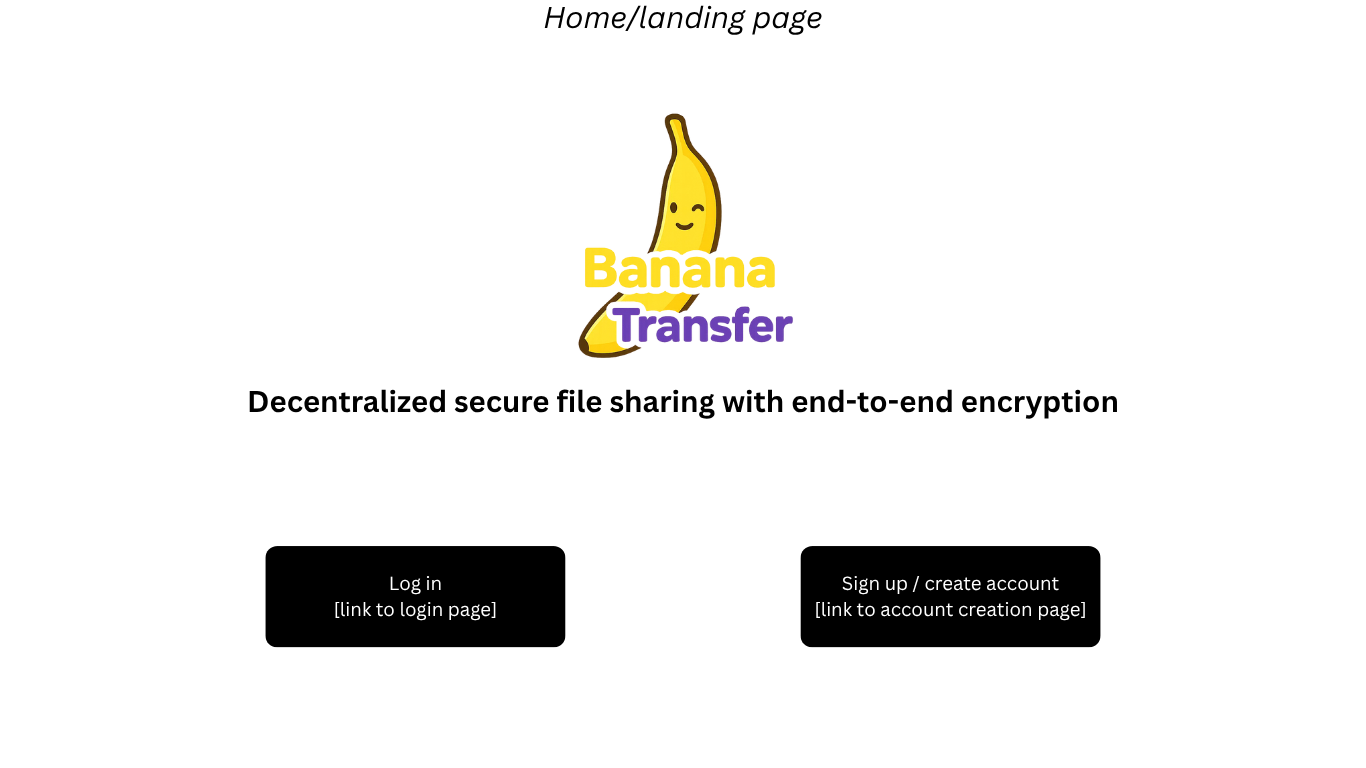 Home/landing page
Banana
Transfer
Decentralized secure file sharing with end-to-end encryption
Log in
[link to login page]
Sign up / create account
[link to account creation page]